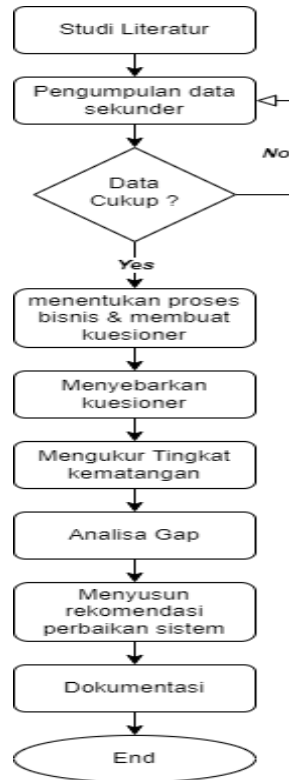 Studi Literatur
Pengumpulan data
sekunder
No
Data
Cukup ?
Yes
menentukan proses
bisnis & membuat
kuesioner
Menyebarkan
kuesioner
Mengukur Tingkat
kematangan
Analisa Gap
Menyusun
rekomendasi
perbaikan sistem
Dokumentasi
End